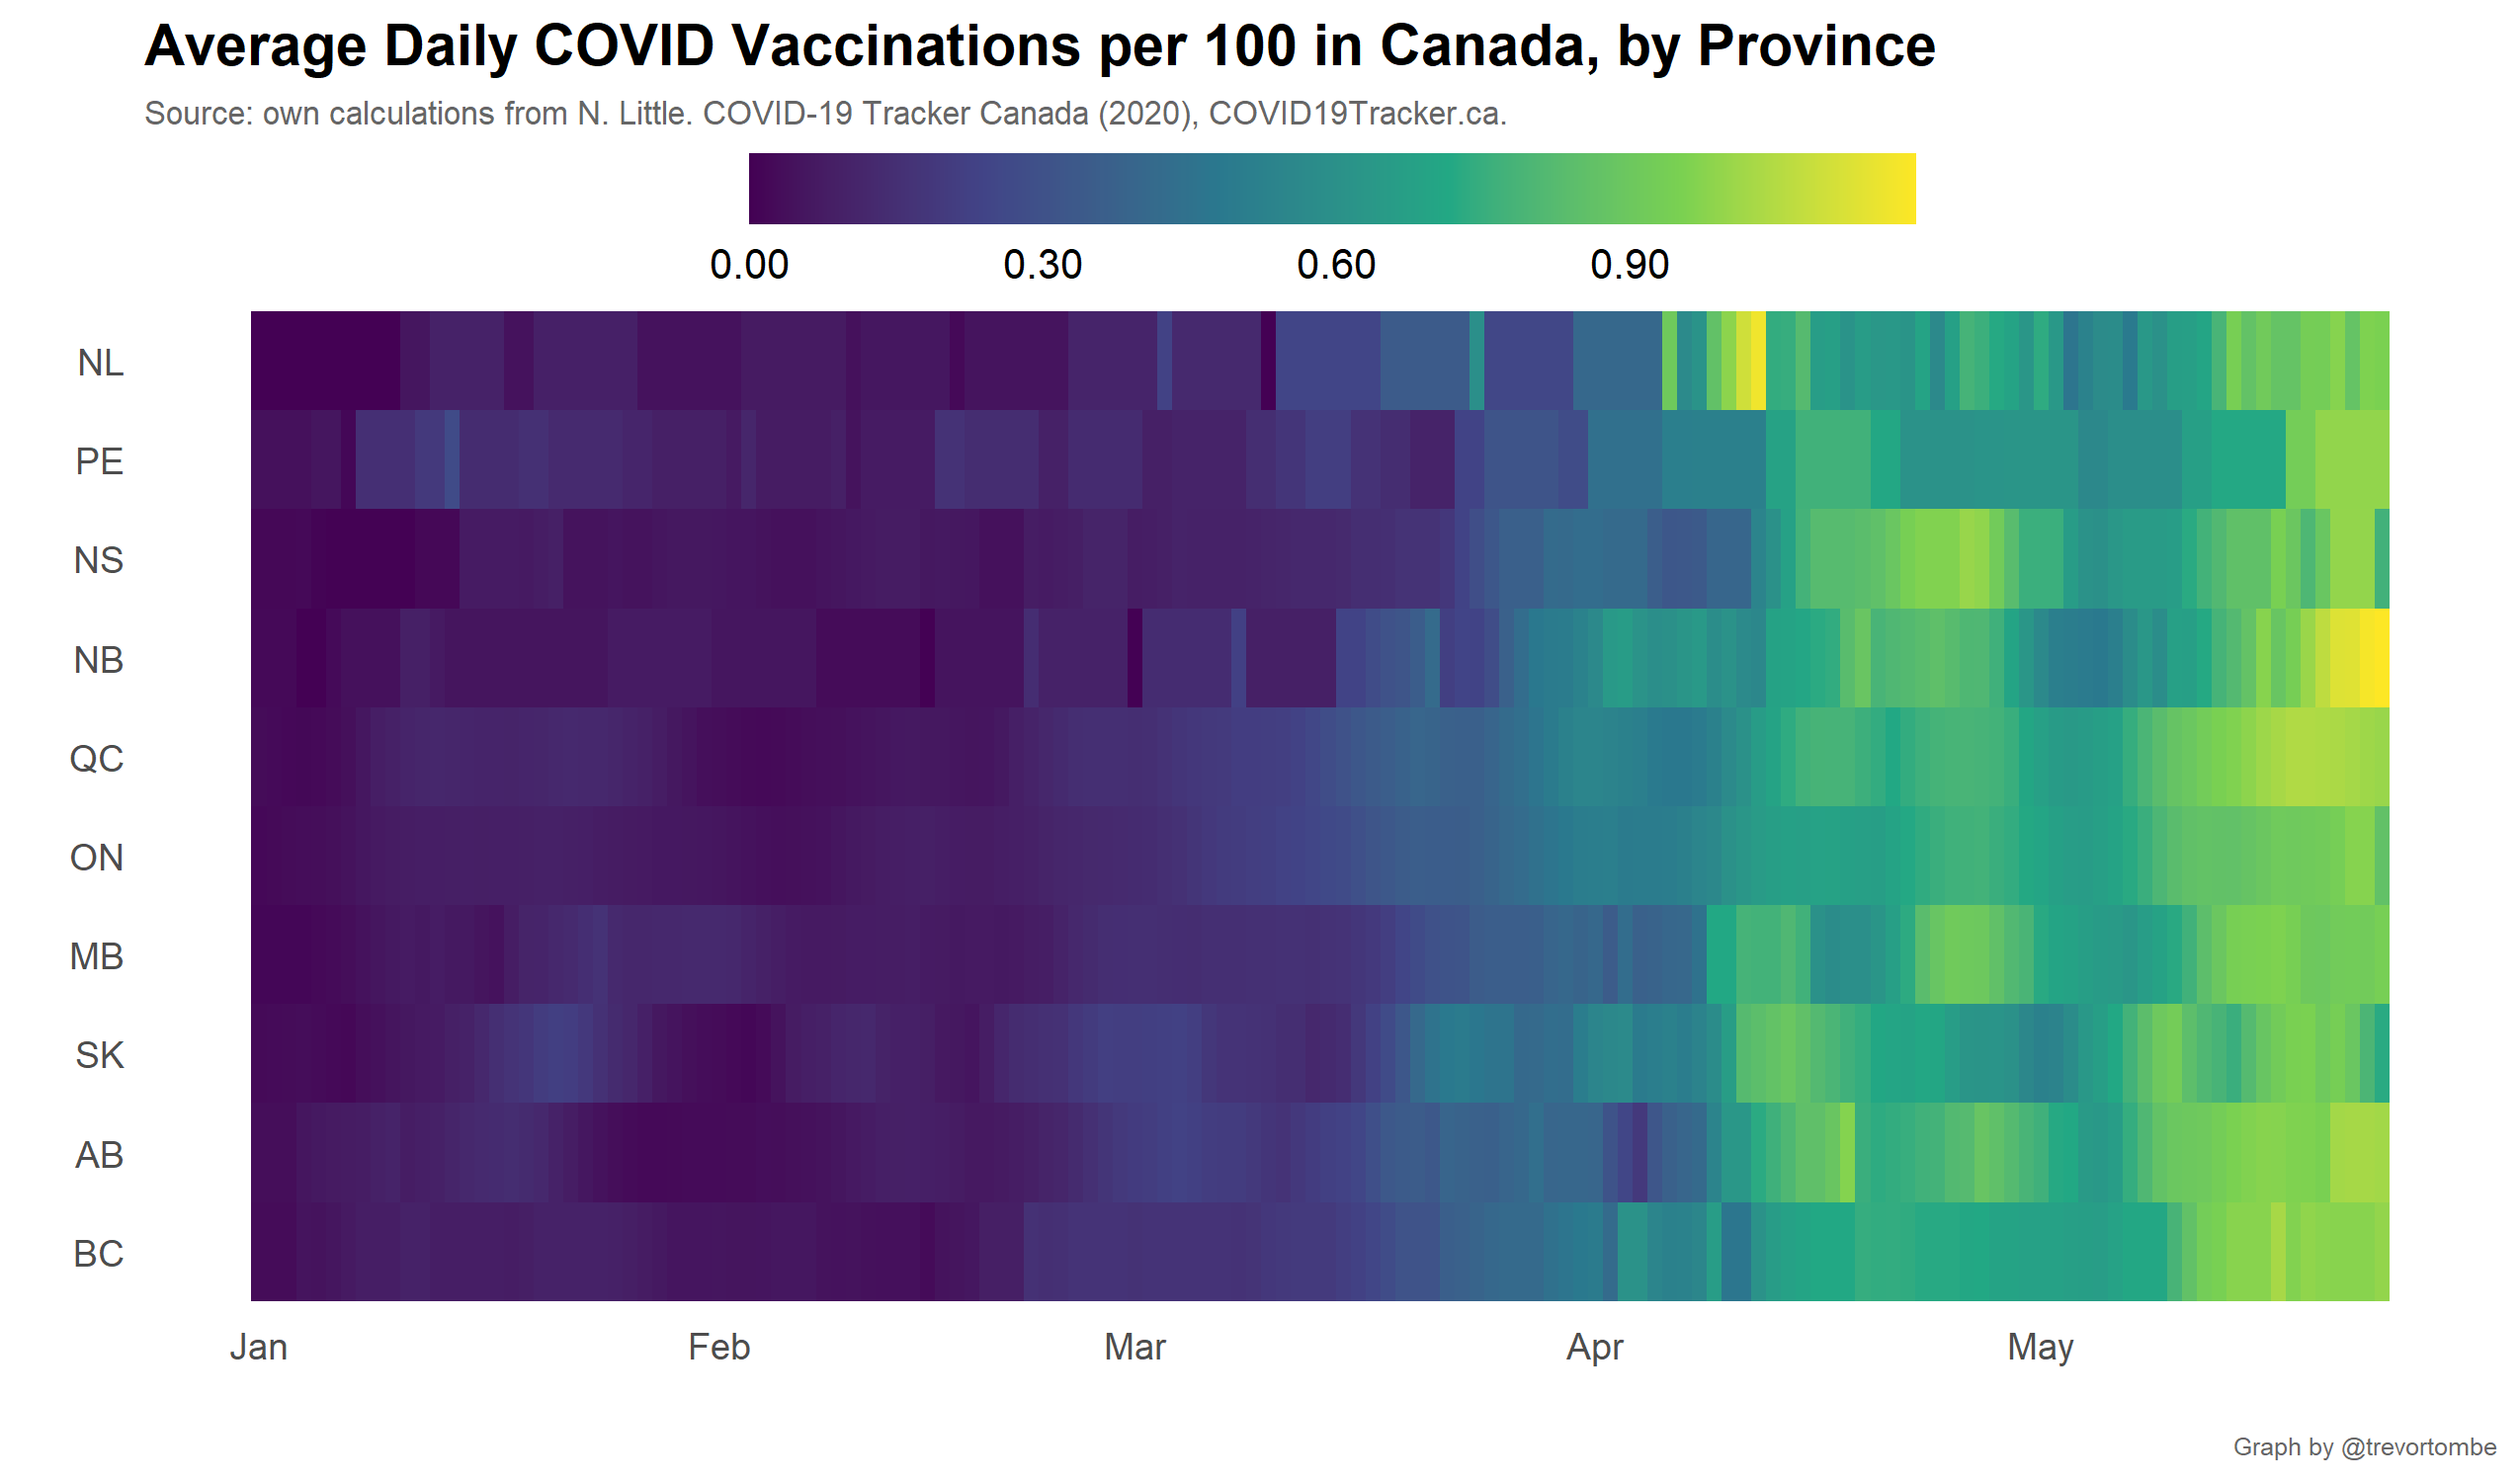 Average Daily COVID Vaccinations per 100 in Canada, by Province
Source: own calculations from N. Little. COVID-19 Tracker Canada (2020), COVID19Tracker.ca.
0.00 0.30 0.60 0.90
NL
PE
NS
NB
QC
ON
MB
SK
AB
BC
Jan Feb Mar Apr May
Graph by @trevortombe